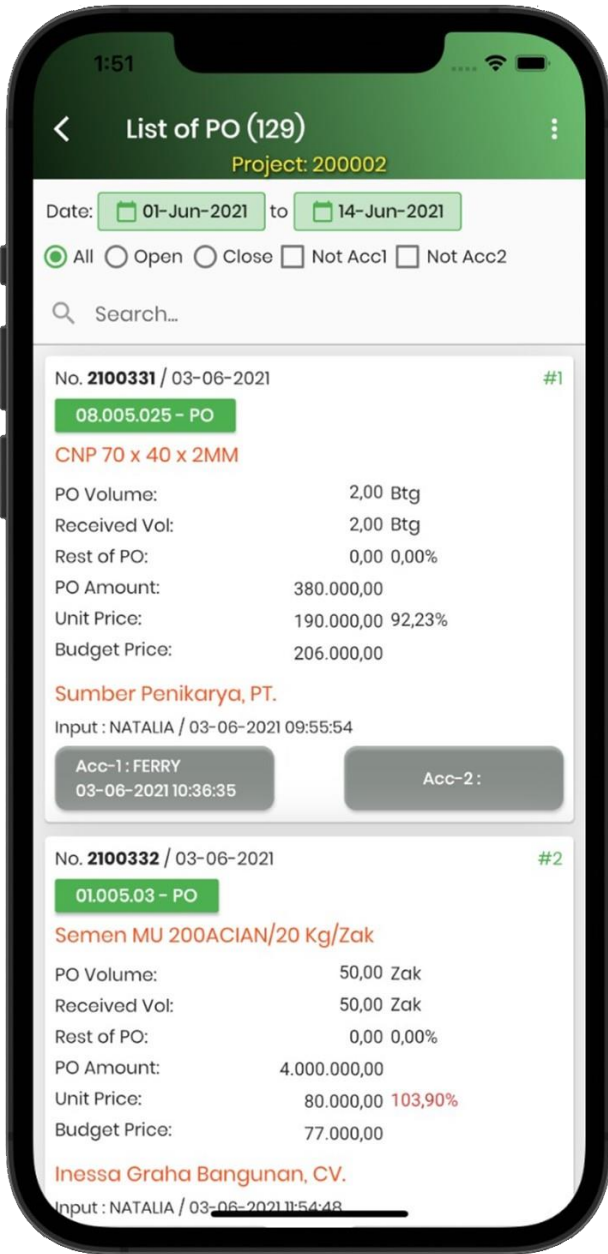 1:51
List of PO (129)
Project: 200002
Date: 01-Jun-2021 to 14-Jun-2021
All Open Close Not Acc1 Not Acc2
Search...
No. 2100331 / 03-06-2021 #1
08.005.025 - PO
CNP 70 x 40 x 2MM
PO Volume: 2,00 Btg
Received Vol: 2,00 Btg
Rest of PO: 0,00 0,00%
PO Amount: 380.000,00
Unit Price: 190.000,00 92,23%
Budget Price: 206.000,00
Sumber Penikarya, PT.
Input : NATALIA / 03-06-2021 09:55:54
Acc-1 : FERRY
03-06-2021 10:36:35
Acc-2 :
No. 2100332 / 03-06-2021 #2
01.005.03 - PO
Semen MU 200ACIAN/20 Kg/Zak
PO Volume: 50,00 Zak
Received Vol: 50,00 Zak
Rest of PO: 0,00 0,00%
PO Amount: 4.000.000,00
Unit Price: 80.000,00 103,90%
Budget Price: 77.000,00
Inessa Graha Bangunan, CV.
Input : NATALIA / 03-06-2021 11:54:48